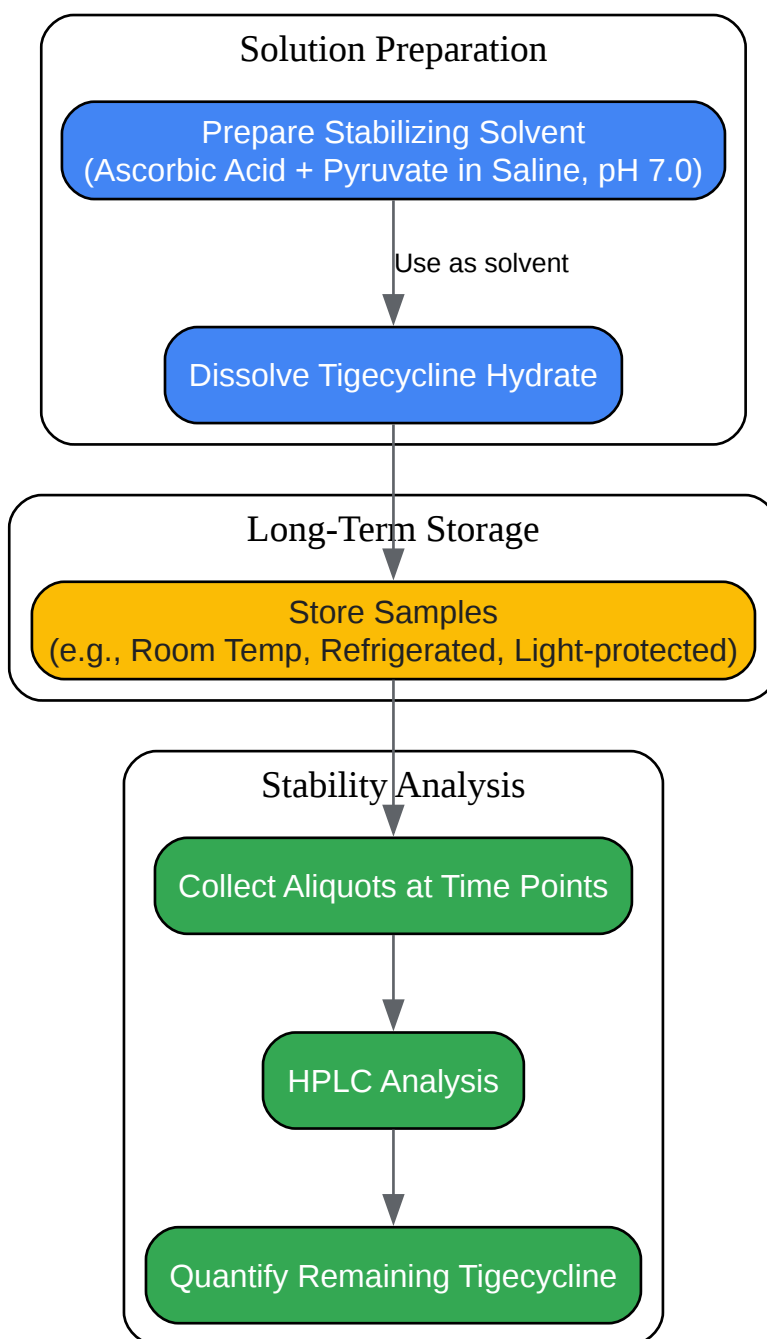 Solution Preparation
Prepare Stabilizing Solvent
(Ascorbic Acid + Pyruvate in Saline, pH 7.0)
Use as solvent
Dissolve Tigecycline Hydrate
Long-Term Storage
Store Samples
(e.g., Room Temp, Refrigerated, Light-protected)
Stability Analysis
Collect Aliquots at Time Points
HPLC Analysis
Quantify Remaining Tigecycline